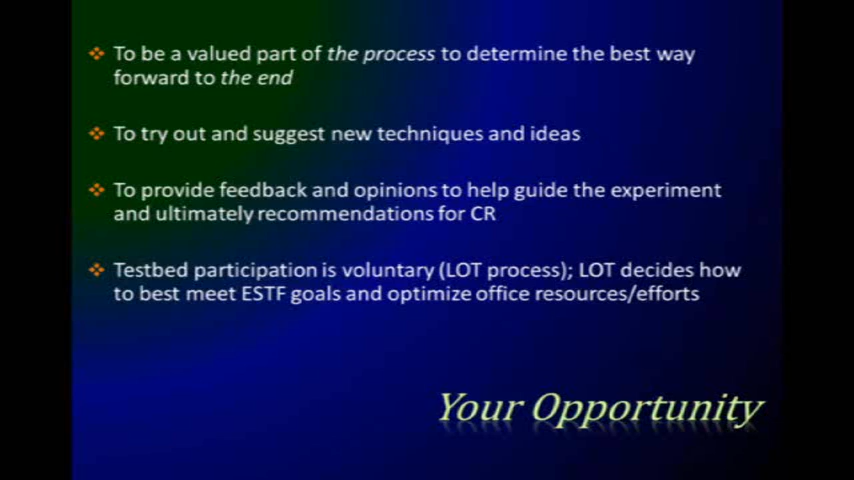 To be a valued part of the process to determine the best way
forward to the end
To try out and suggest new techniques and ideas
To provide feedback and opinions to help guide the experiment
and ultimately recommendations for CR
Testbed participation is voluntary (LOT process); LOT decides how
to best meet ESTF goals and optimize office resources/efforts
Your Opportunity